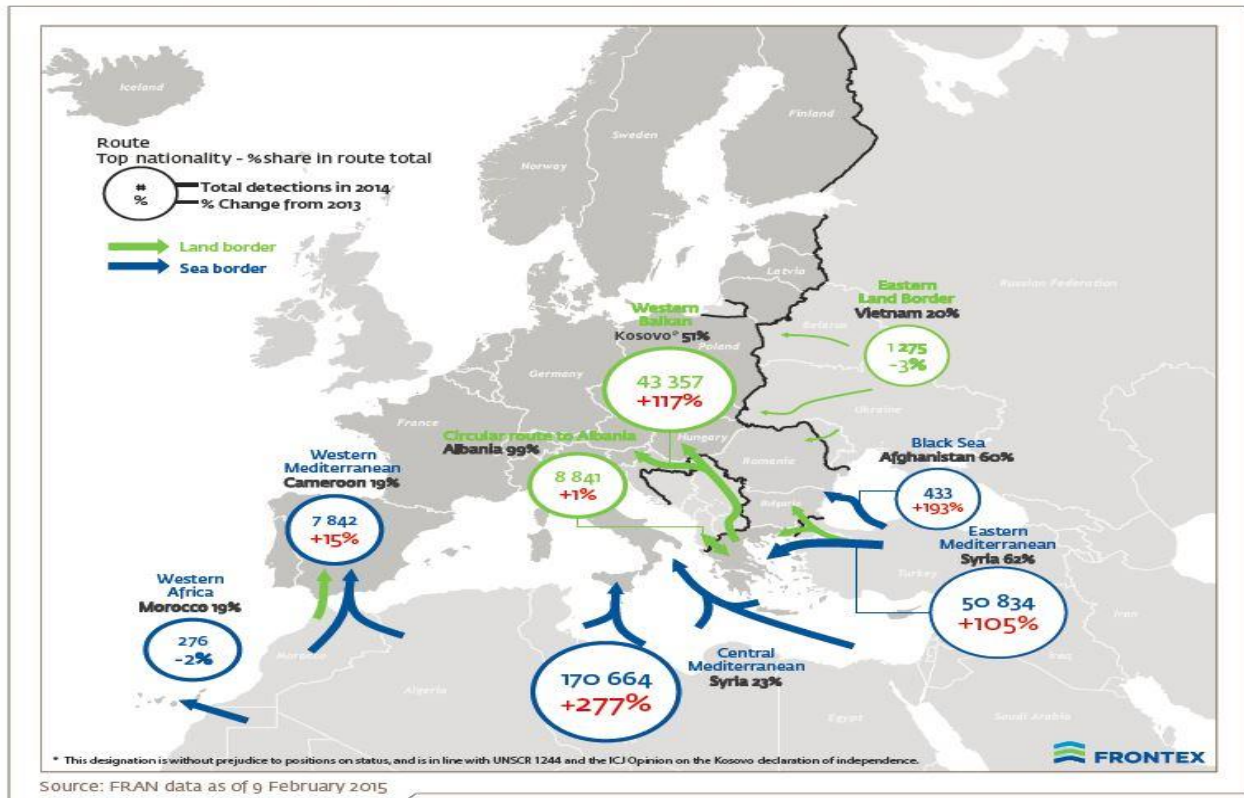 Iceland
Finland
Sweden
Norway
Route
Top nationality - % share in route total
#
%
Total detections in 2014
% Change from 2013
Land border
Sea border
Latvia
Russian Federation
Eastern
Land Border
Vietnam 20%
1 275
-3%
Belarus
Western
Balkan
Kosovo* 51%
43 357
+117%
Poland
Germany
Ukraine
France
Circular route to Albania
Albania 99%
8 841
+1%
Hungary
Romania
Bulgaria
Black Sea
Afghanistan 60%
433
+193%
Western
Mediterranean
Cameroon 19%
7 842
+15%
Eastern
Mediterranean
Syria 62%
50 834
+105%
Turkey
Iran
Iraq
Western
Africa
Morocco 19%
276
-2%
Morocco
Central
Mediterranean
Syria 23%
170 664
+277%
Algeria
Egypt
Saudi Arabia
* This designation is without prejudice to positions on status, and is in line with UNSCR 1244 and the ICJ Opinion on the Kosovo declaration of independence.
FRONTEX
Source: FRAN data as of 9 February 2015